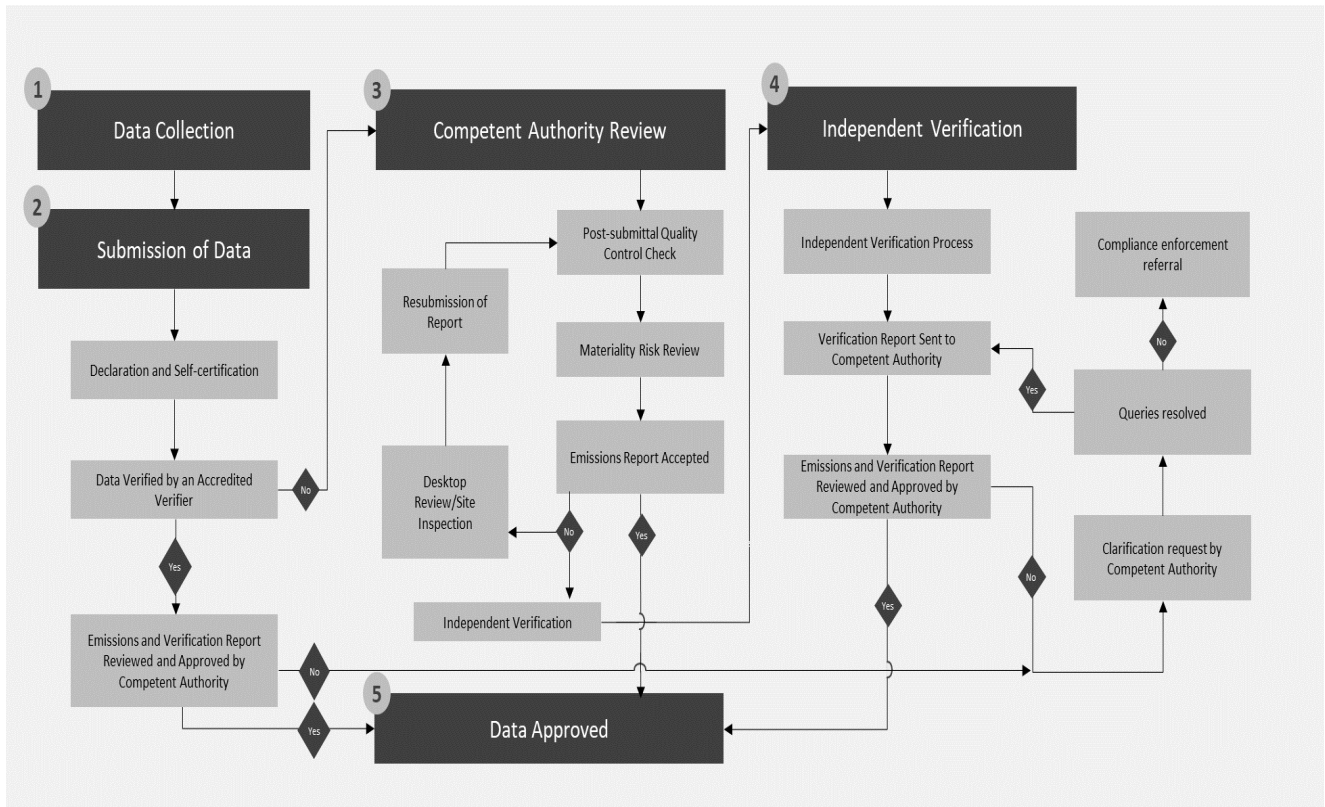 1
Data Collection
2
Submission of Data
Declaration and Self-certification
Data Verified by an Accredited
Verifier
No
Yes
Emissions and Verification Report
Reviewed and Approved by
Competent Authority
No
Yes
3
Competent Authority Review
Post-submittal Quality
Control Check
Resubmission of
Report
Materiality Risk Review
Emissions Report Accepted
Desktop
Review/Site
Inspection
No
Yes
Independent Verification
4
Independent Verification
Independent Verification Process
Compliance enforcement
referral
No
Verification Report Sent to
Competent Authority
Yes
Queries resolved
Emissions and Verification Report
Reviewed and Approved by
Competent Authority
No
Clarification request by
Competent Authority
Yes
5
Data Approved